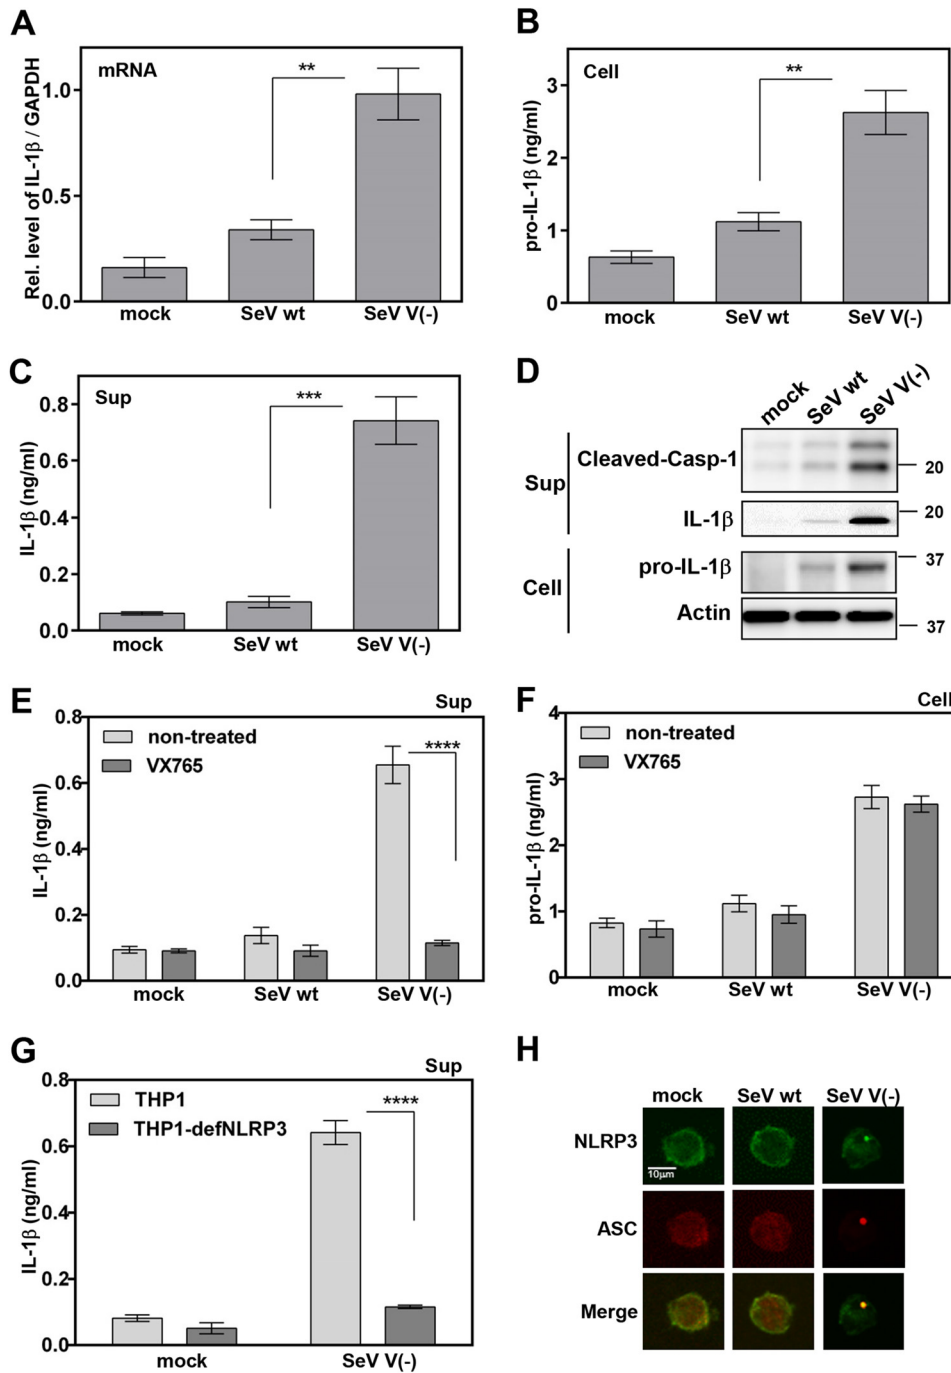 A
mRNA
**
Rel. level of IL-1β / GAPDH
1.0
0.5
0.0
mock SeV wt SeV V(-)
B
Cell
**
pro-IL-1β (ng/ml)
3
2
1
0
mock SeV wt SeV V(-)
C
Sup
***
IL-1β (ng/ml)
0.8
0.6
0.4
0.2
0.0
mock SeV wt SeV V(-)
D
mock SeV wt SeV V(-)
Sup
Cleaved-Casp-1
20
IL-1β
20
Cell
pro-IL-1β
37
Actin
37
E
Sup
non-treated
VX765
****
IL-1β (ng/ml)
0.8
0.6
0.4
0.2
0.0
mock SeV wt SeV V(-)
F
Cell
non-treated
VX765
pro-IL-1β (ng/ml)
4
3
2
1
0
mock SeV wt SeV V(-)
G
Sup
THP1
THP1-defNLRP3
****
IL-1β (ng/ml)
0.8
0.6
0.4
0.2
0.0
mock SeV V(-)
H
mock SeV wt SeV V(-)
NLRP3
10μm
ASC
Merge